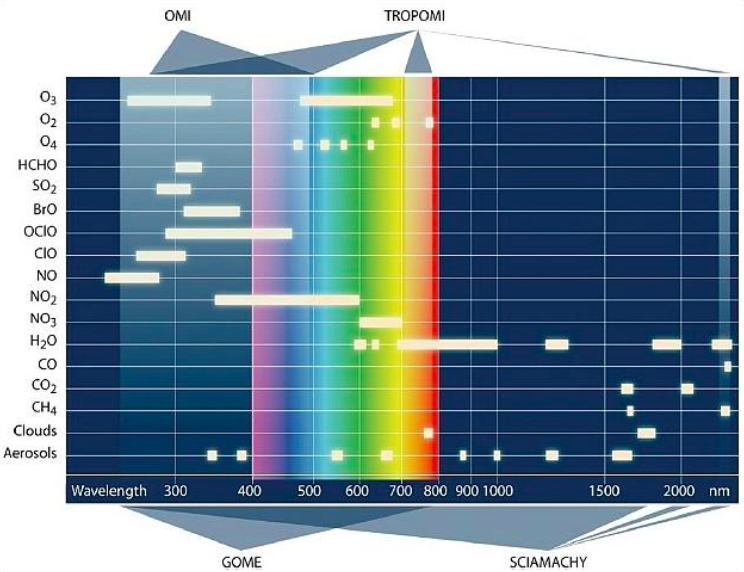 OMI TROPOMI
O3
O2
O4
HCHO
SO2
BrO
OClO
ClO
NO
NO2
NO3
H2O
CO
CO2
CH4
Clouds
Aerosols
Wavelength 300 400 500 600 700 800 900 1000 1500 2000 nm
GOME SCIAMACHY